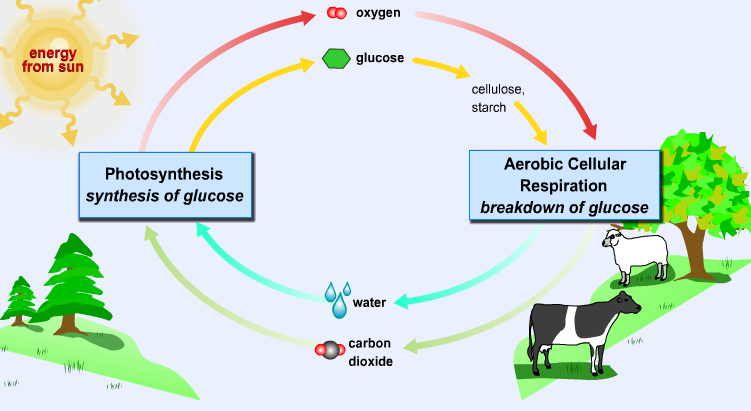 energy
from sun
oxygen
glucose
cellulose,
starch
Photosynthesis
synthesis of glucose
Aerobic Cellular
Respiration
breakdown of glucose
water
carbon
dioxide